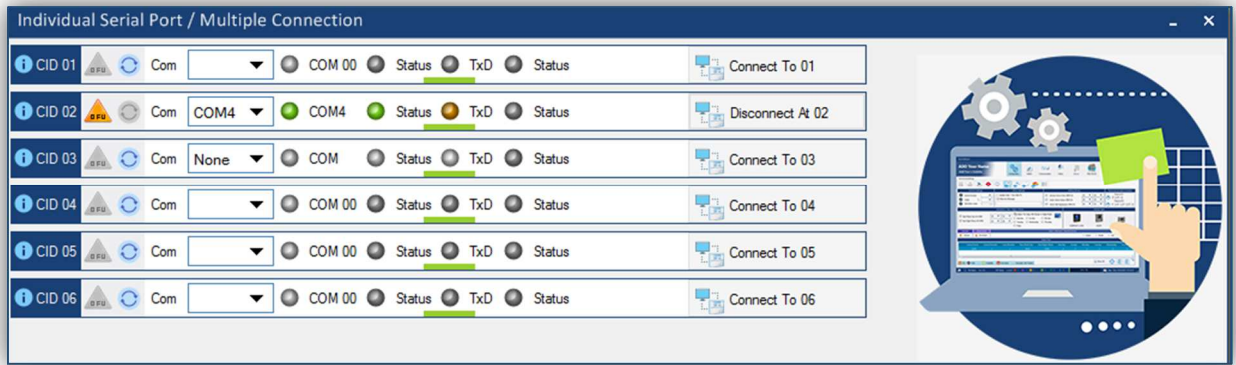 Individual Serial Port / Multiple Connection
CID 01 DFU Com COM 00 Status TxD Status Connect To 01
CID 02 DFU Com COM4 COM4 Status TxD Status Disconnect At 02
CID 03 DFU Com None COM Status TxD Status Connect To 03
CID 04 DFU Com COM 00 Status TxD Status Connect To 04
CID 05 DFU Com COM 00 Status TxD Status Connect To 05
CID 06 DFU Com COM 00 Status TxD Status Connect To 06